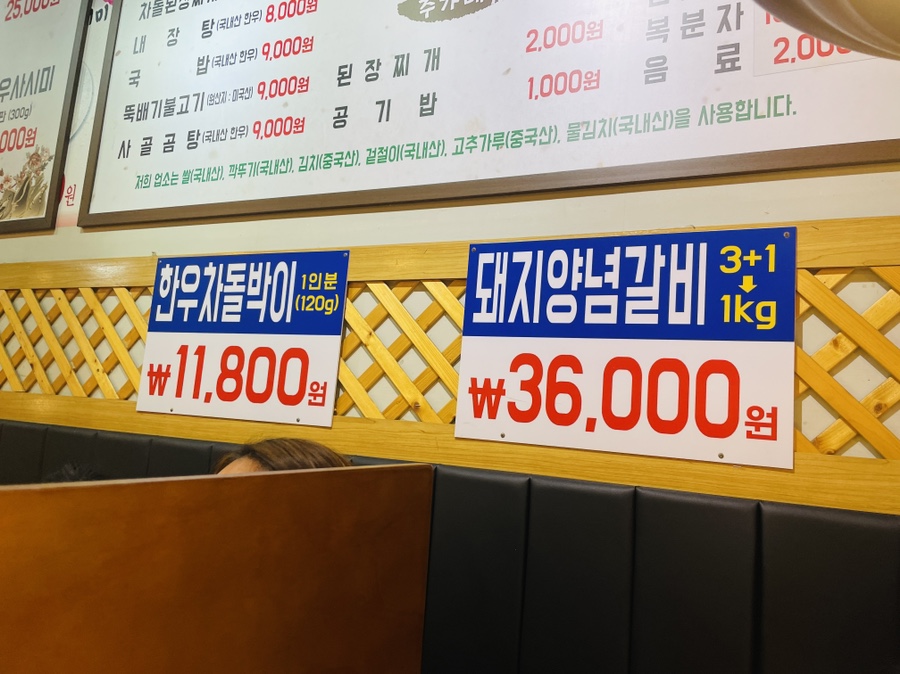 25,000원
우사시미
(300g)
000원
원
차돌된장찌개
8,000원
내장탕(국내산 한우) 9,000원
국밥(국내산 한우) 9,000원
뚝배기불고기(원산지:미국산) 9,000원
사골곰탕(국내산 한우) 9,000원
된장찌개 2,000원
공기밥 1,000원
복분자
음료 2,000
저희 업소는 쌀(국내산), 깍뚜기(국내산), 김치(중국산), 겉절이(국내산), 고추가루(중국산), 물김치(국내산)을 사용합니다.
한우차돌박이 1인분
(120g)
₩11,800원
돼지양념갈비 3+1
1kg
₩36,000원